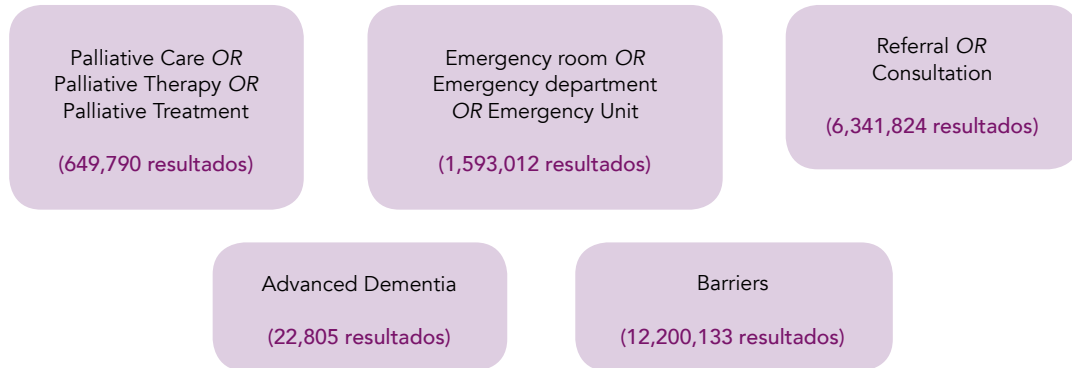 Palliative Care OR
Palliative Therapy OR
Palliative Treatment
(649,790 resultados)
Emergency room OR
Emergency department
OR Emergency Unit
(1,593,012 resultados)
Referral OR
Consultation
(6,341,824 resultados)
Advanced Dementia
(22,805 resultados)
Barriers
(12,200,133 resultados)